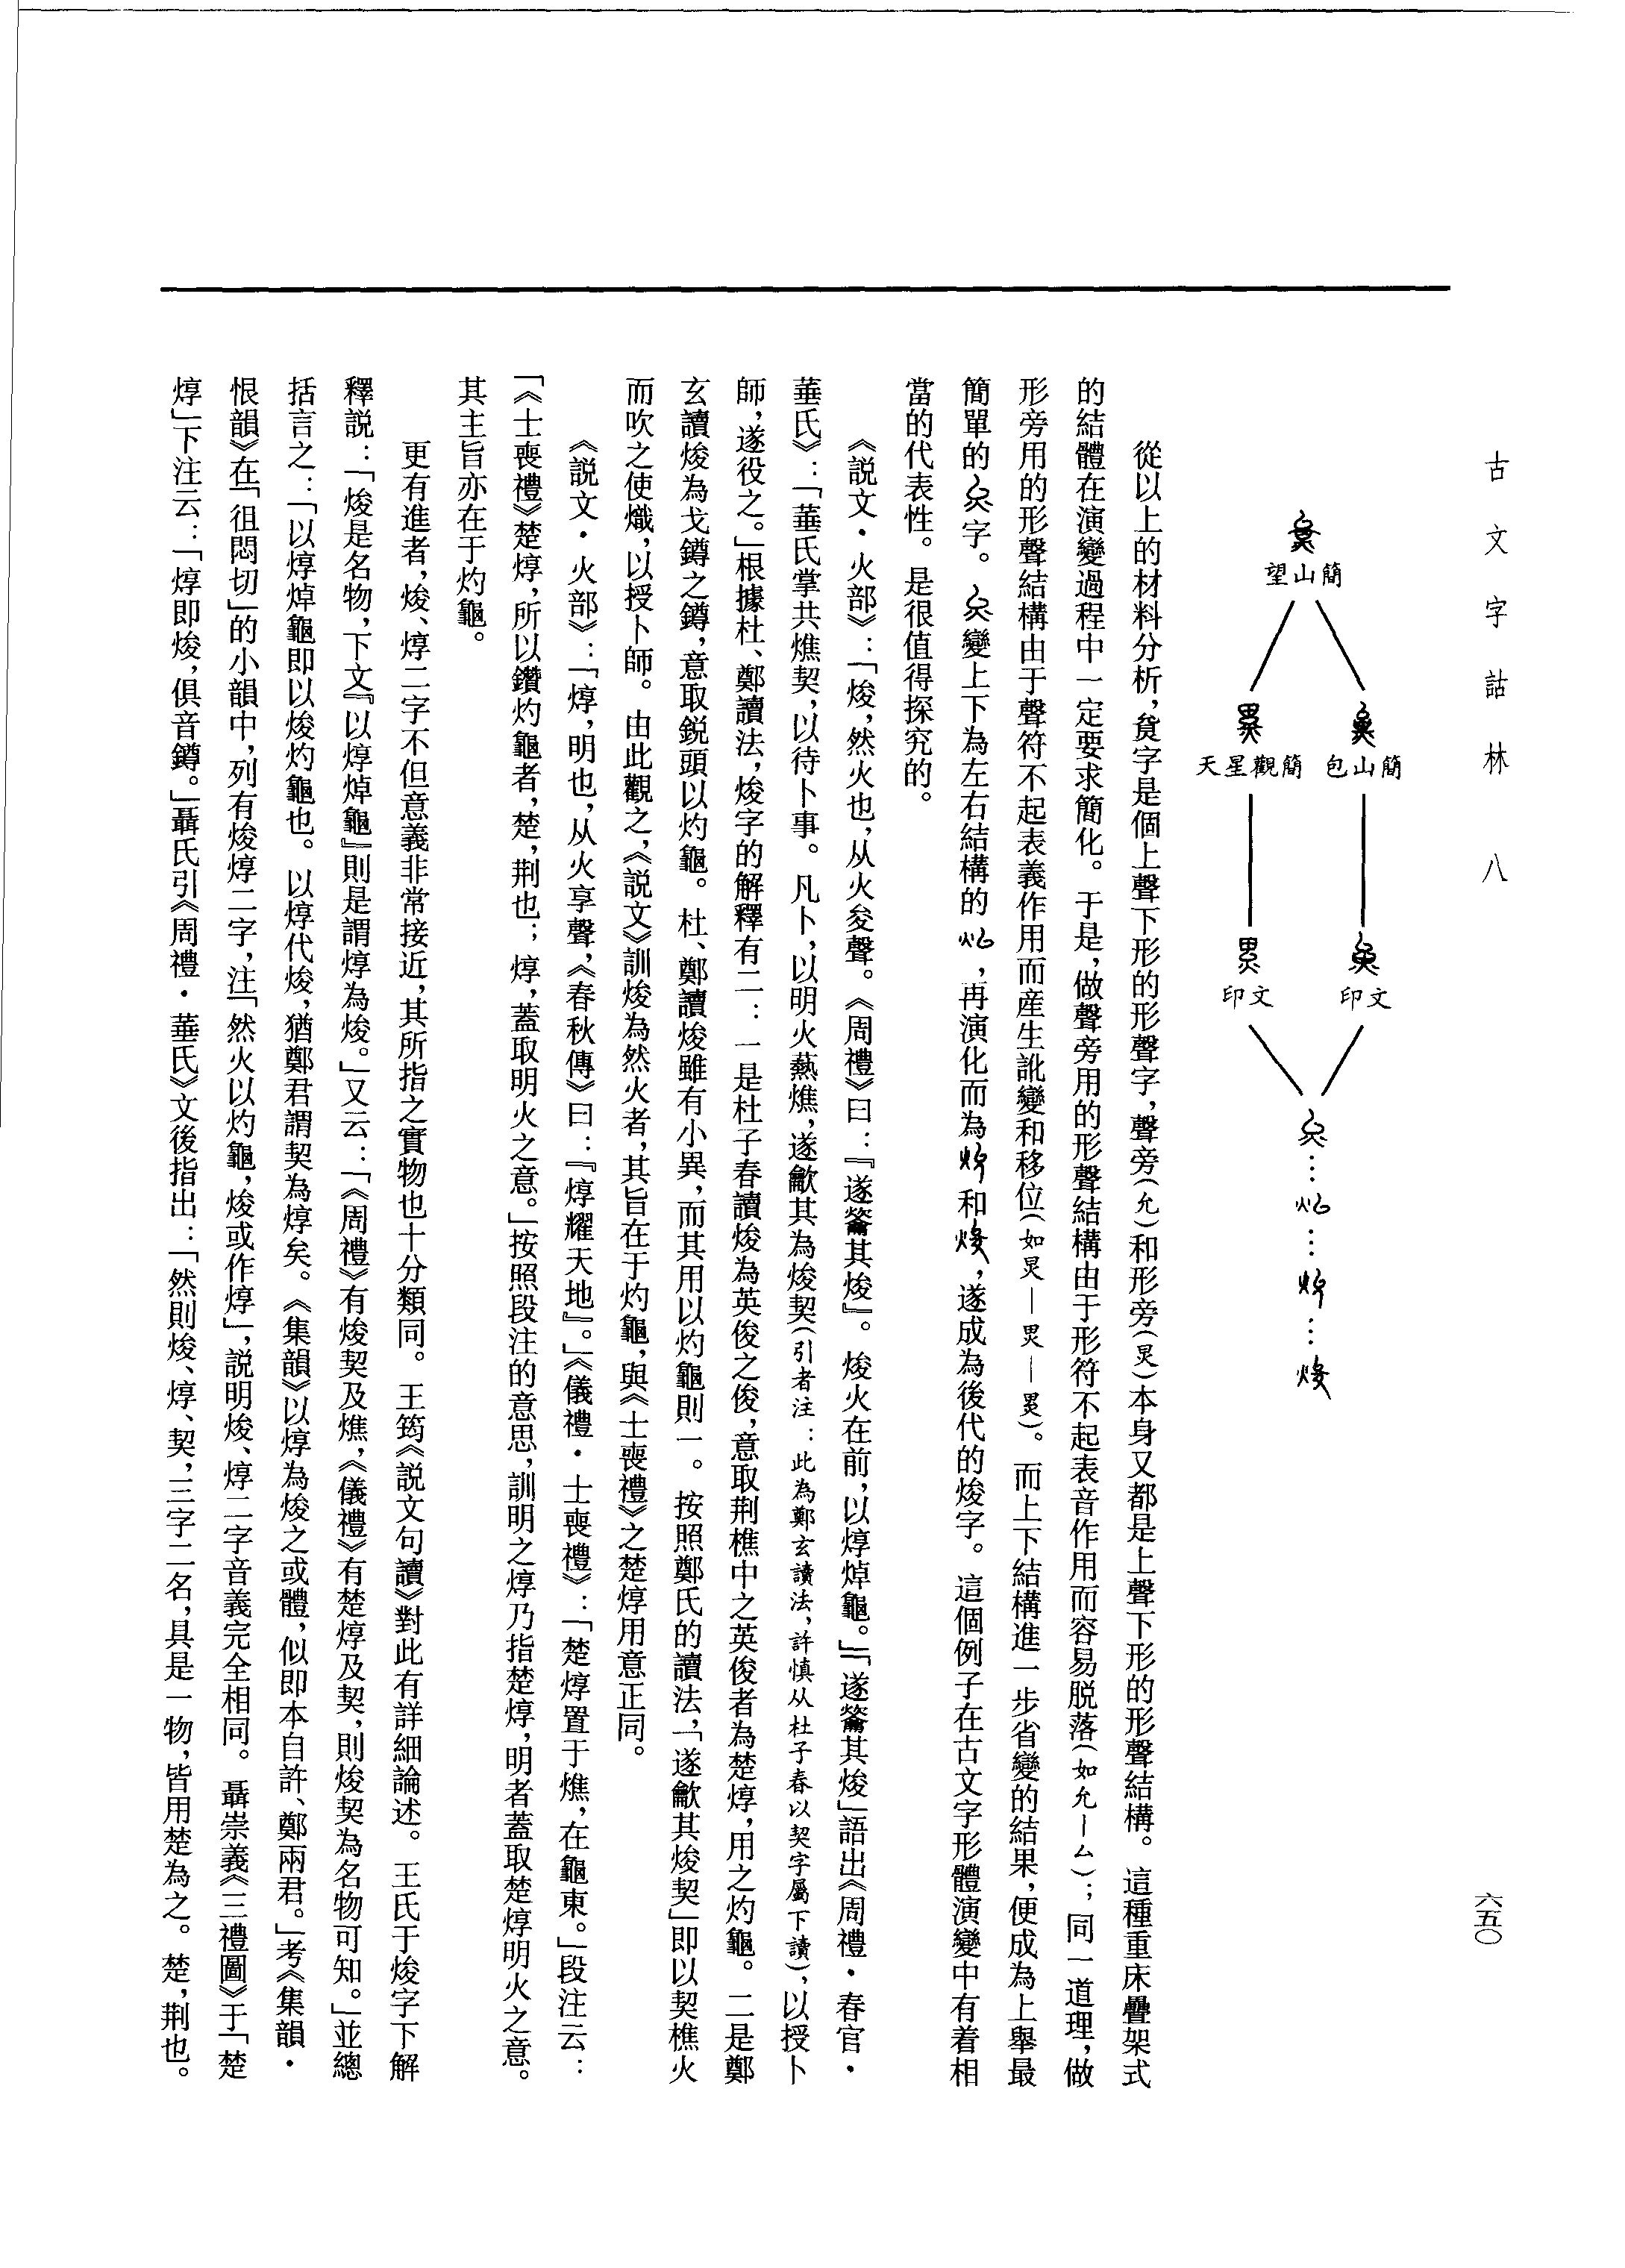 古文字詁林 八
六五〇
望山簡
包山簡
天星觀簡
印文
印文
從以上的材料分析，字是個上聲下形的形聲字，聲旁（允）和形旁（炅）本身又都是上聲下形的形聲結構。這種重床疊架式
的結體在演變過程中一定要求簡化。于是，做聲旁用的形聲結構由于形符不起表音作用而容易脱落（如允—厶）；同一道理，做
形旁用的形聲結構由于聲符不起表義作用而産生訛變和移位（如炅— — ）。而上下結構進一步省變的結果，便成為上舉最
簡單的字。變上下為左右結構的，再演化而為和，遂成為後代的焌字。這個例子在古文字形體演變中有着相
當的代表性。是很值得探究的。
《説文·火部》：「焌，然火也，从火夋聲。《周禮》曰：『遂籥其焌』。焌火在前，以焞焯龜。」「遂籥其焌」語出《周禮·春官·
菙氏》：「菙氏掌共燋契，以待卜事。凡卜，以明火爇燋，遂龡其為焌契（引者注：此為鄭玄讀法，許慎从杜子春以契字屬下讀），以授卜
師，遂役之。」根據杜、鄭讀法，焌字的解釋有二：一是杜子春讀焌為英俊之俊，意取荆樵中之英俊者為楚焞，用之灼龜。二是鄭
玄讀焌為戈鐏之鐏，意取鋭頭以灼龜。杜、鄭讀焌雖有小異，而其用以灼龜則一。按照鄭氏的讀法，「遂龡其焌契」即以契樵火
而吹之使熾，以授卜師。由此觀之，《説文》訓焌為然火者，其旨在于灼龜，與《士喪禮》之楚焞用意正同。
《説文·火部》：「焞，明也，从火享聲，《春秋傳》曰：『焞耀天地』。」《儀禮·士喪禮》：「楚焞置于燋，在龜東。」段注云：
「《士喪禮》楚焞，所以鑽灼龜者，楚，荆也；焞，蓋取明火之意。」按照段注的意思，訓明之焞乃指楚焞，明者蓋取楚焞明火之意。
其主旨亦在于灼龜。
更有進者，焌、焞二字不但意義非常接近，其所指之實物也十分類同。王筠《説文句讀》對此有詳細論述。王氏于焌字下解
釋説：「焌是名物，下文『以焞焯龜』則是謂焞為焌。」又云：「《周禮》有焌契及燋，《儀禮》有楚焞及契，則焌契為名物可知。」並總
括言之：「以焞焯龜即以焌灼龜也。以焞代焌，猶鄭君謂契為焞矣。《集韻》以焞為焌之或體，似即本自許、鄭兩君。」考《集韻·
恨韻》在「徂悶切」的小韻中，列有焌焞二字，注「然火以灼龜，焌或作焞」，説明焌、焞二字音義完全相同。聶崇義《三禮圖》于「楚
焞」下注云：「焞即焌，俱音鐏。」聶氏引《周禮·菙氏》文後指出：「然則焌、焞、契，三字二名，具是一物，皆用楚為之。楚，荆也。